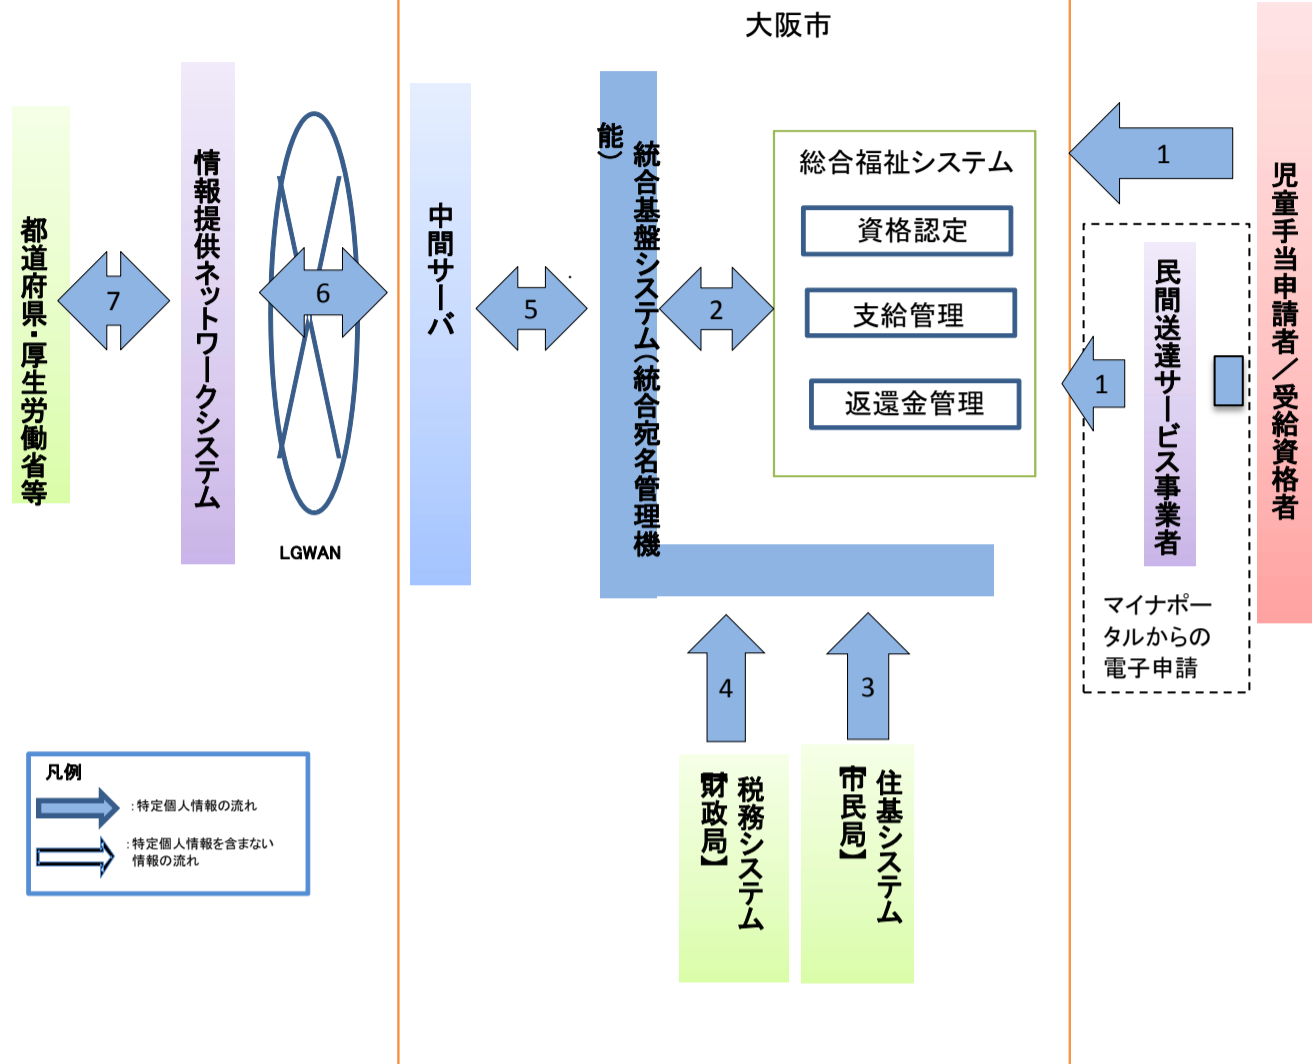 大阪市
都道府県・厚生労働省等
7
情報提供ネットワークシステム
6
LGWAN
中間サーバ
5
統合基盤システム(統合宛名管理機
能)
2
総合福祉システム
資格認定
支給管理
返還金管理
1
1
民間送達サービス事業者
マイナポー
タルからの
電子申請
児童手当申請者／受給資格者
4
3
税務システム
【財政局】
住基システム
【市民局】
凡例
：特定個人情報の流れ
：特定個人情報を含まない
情報の流れ